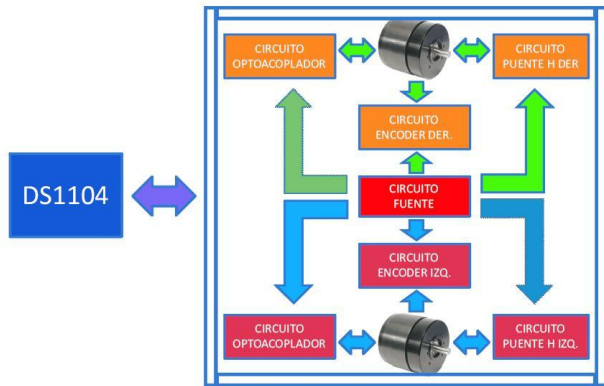 CIRCUITO
OPTOACOPLADOR
CIRCUITO
PUENTE H DER
CIRCUITO
ENCODER DER.
DS1104
CIRCUITO
FUENTE
CIRCUITO
ENCODER IZQ.
CIRCUITO
OPTOACOPLADOR
CIRCUITO
PUENTE H IZQ.